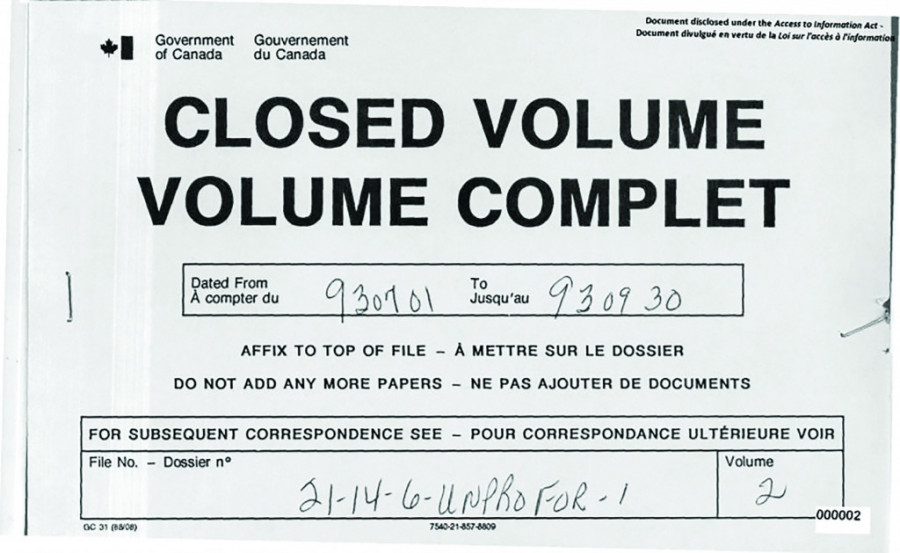 Document disclosed under the Access to Information Act -
Document divulgué en vertu de la Loi sur l'accès à l'information
Government Gouvernement
of Canada du Canada
CLOSED VOLUME
VOLUME COMPLET
Dated From 930701 To 930930
À compter du Jusqu'au
AFFIX TO TOP OF FILE – À METTRE SUR LE DOSSIER
DO NOT ADD ANY MORE PAPERS – NE PAS AJOUTER DE DOCUMENTS
FOR SUBSEQUENT CORRESPONDENCE SEE – POUR CORRESPONDANCE ULTÉRIEURE VOIR
File No. – Dossier nº Volume
21-14-6-UNPROFOR-1 2
000002
GC 31 (88/08) 7540-21-857-8809